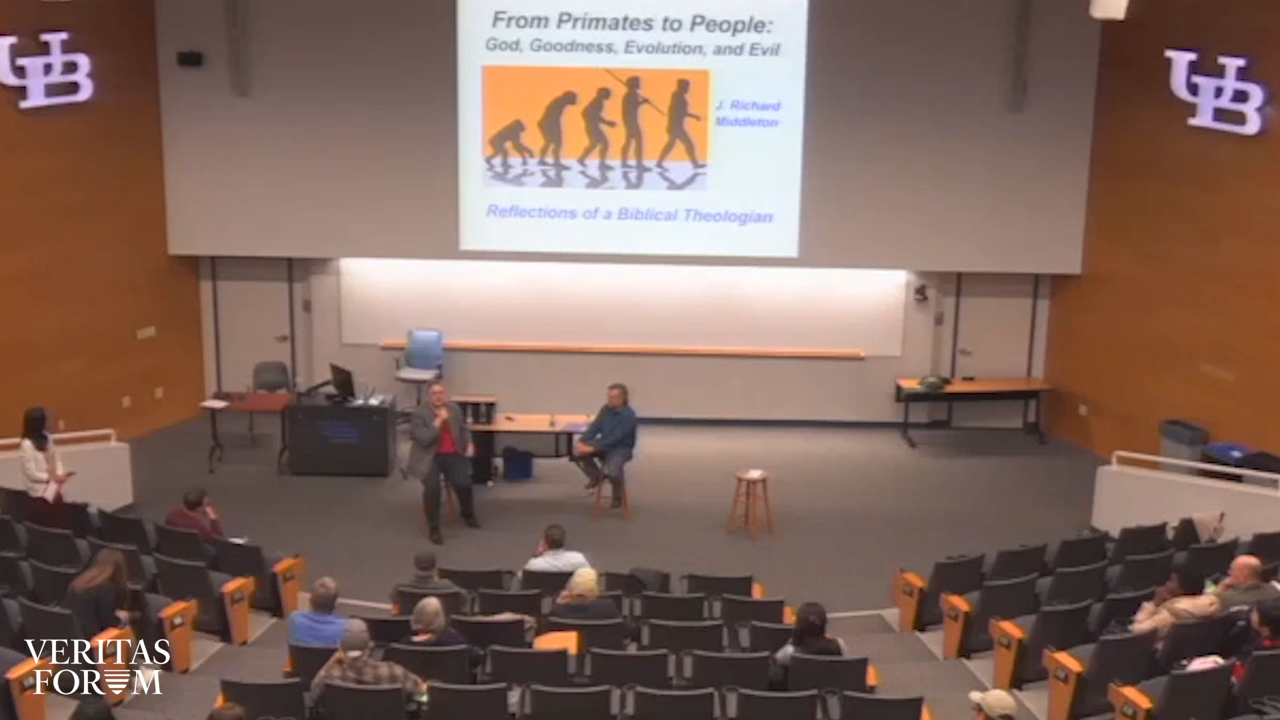 From Primates to People:
God, Goodness, Evolution, and Evil
J. Richard
Middleton
Reflections of a Biblical Theologian
UB
UB
VERITAS
FORUM